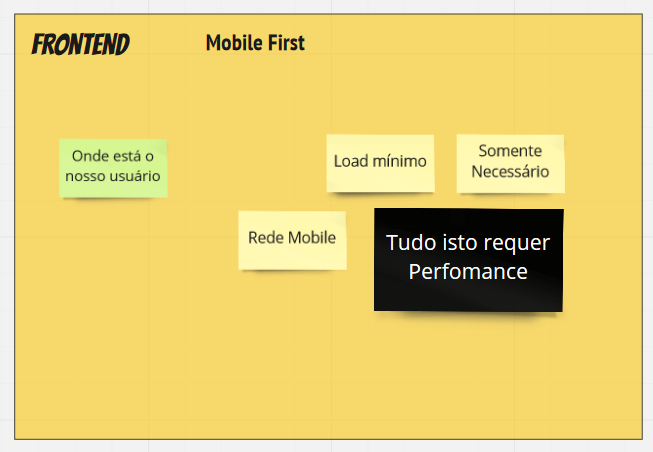 FRONTEND
Mobile First
Onde está o
nosso usuário
Load mínimo
Somente
Necessário
Rede Mobile
Tudo isto requer
Perfomance